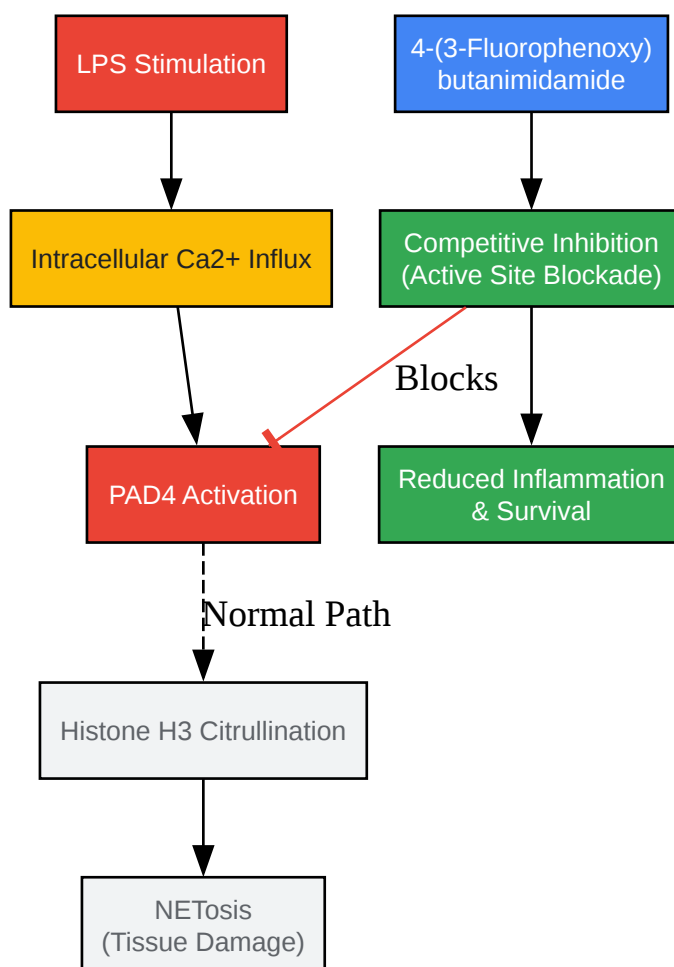 LPS Stimulation
4-(3-Fluorophenoxy)
butanimidamide
Intracellular Ca2+ Influx
Competitive Inhibition
(Active Site Blockade)
Blocks
PAD4 Activation
Reduced Inflammation
& Survival
Normal Path
Histone H3 Citrullination
NETosis
(Tissue Damage)